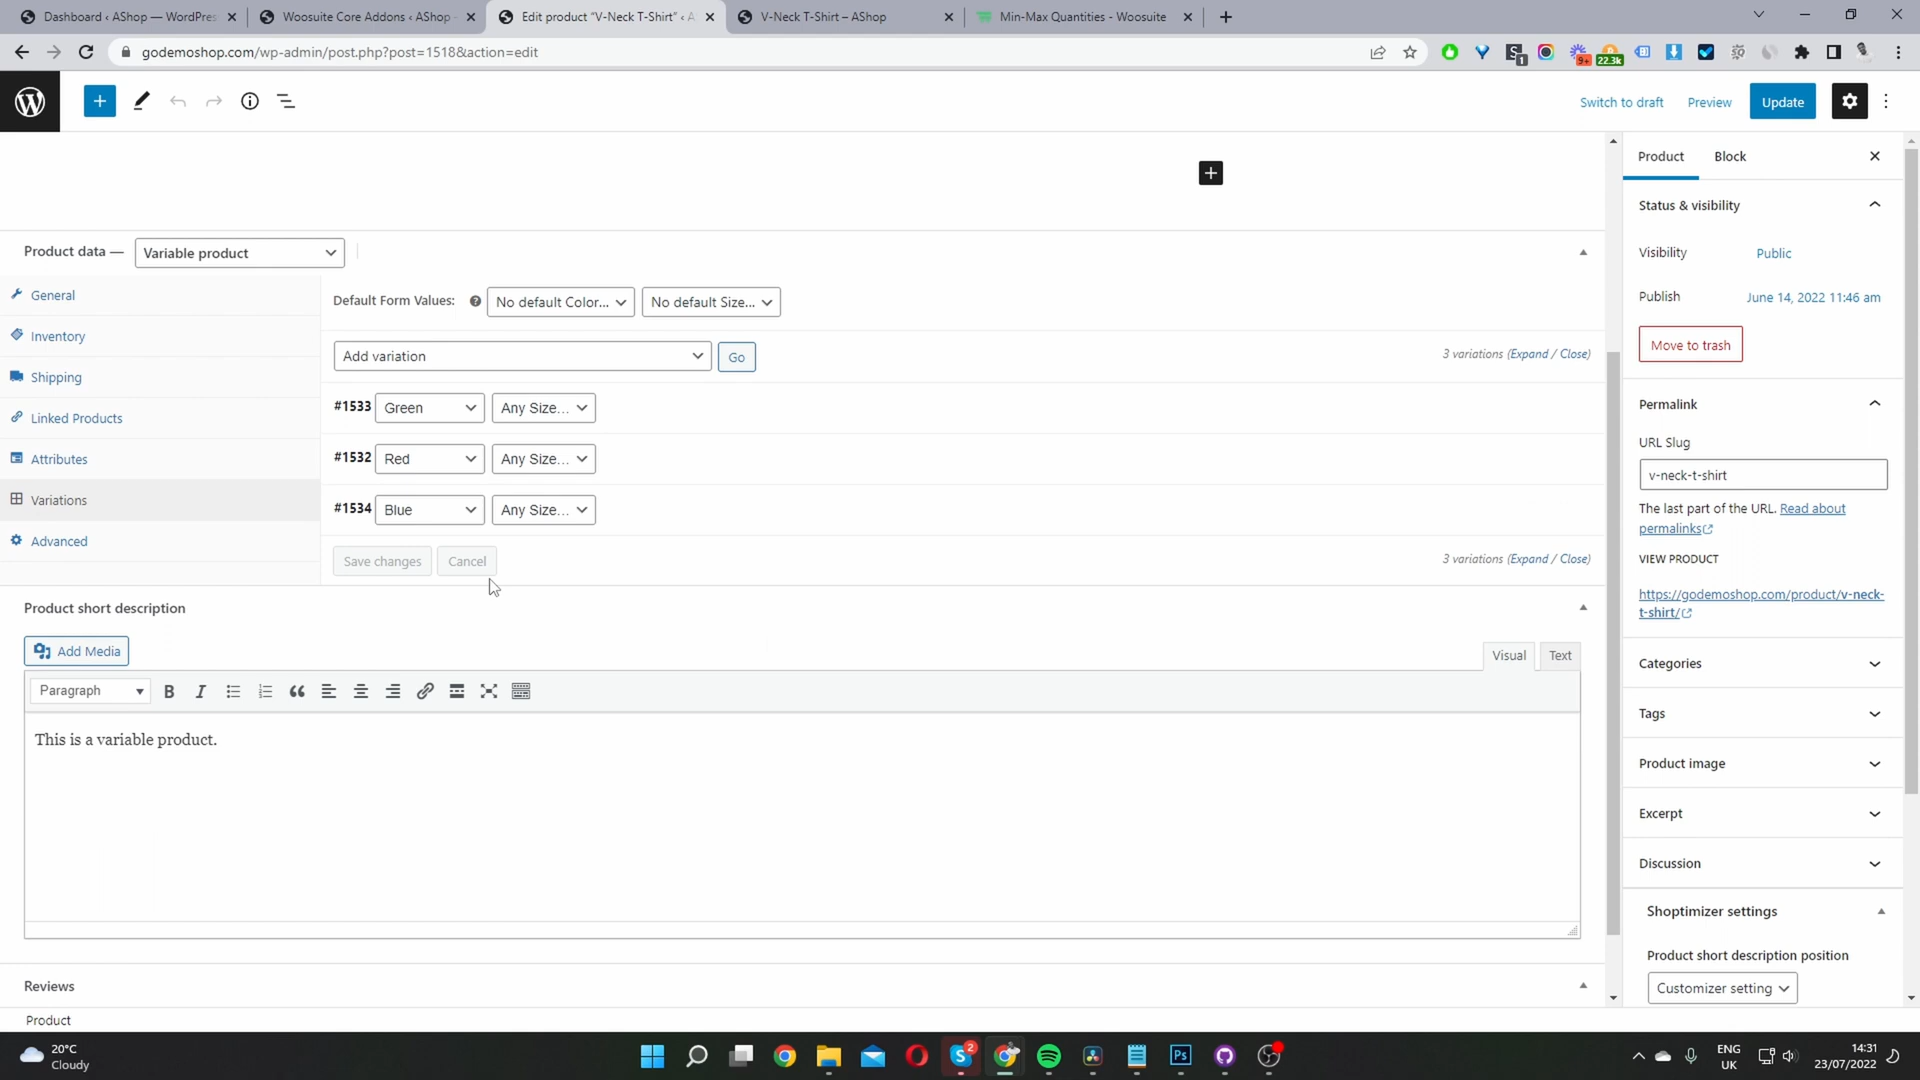 Dashboard ‹ AShop — WordPres
Woosuite Core Addons ‹ AShop -
Edit product "V-Neck T-Shirt" ‹ A
V-Neck T-Shirt – AShop
Min-Max Quantities - Woosuite
godemoshop.com/wp-admin/post.php?post=1518&action=edit
1
9+
22.3k
Switch to draft
Preview
Update
Product
Block
Status & visibility
Visibility
Public
Publish
June 14, 2022 11:46 am
Move to trash
Product data —
Variable product
General
Inventory
Shipping
Linked Products
Attributes
Variations
Advanced
Default Form Values:
No default Color...
No default Size...
Add variation
Go
3 variations (Expand / Close)
#1533
Green
Any Size...
#1532
Red
Any Size...
#1534
Blue
Any Size...
Save changes
Cancel
3 variations (Expand / Close)
Permalink
URL Slug
v-neck-t-shirt
The last part of the URL. Read about
permalinks
VIEW PRODUCT
https://godemoshop.com/product/v-neck-
t-shirt/
Product short description
Add Media
Visual
Text
Paragraph
This is a variable product.
Categories
Tags
Product image
Excerpt
Discussion
Shoptimizer settings
Product short description position
Customizer setting
Reviews
Product
20°C
Cloudy
2
Ps
ENG
UK
14:31
23/07/2022